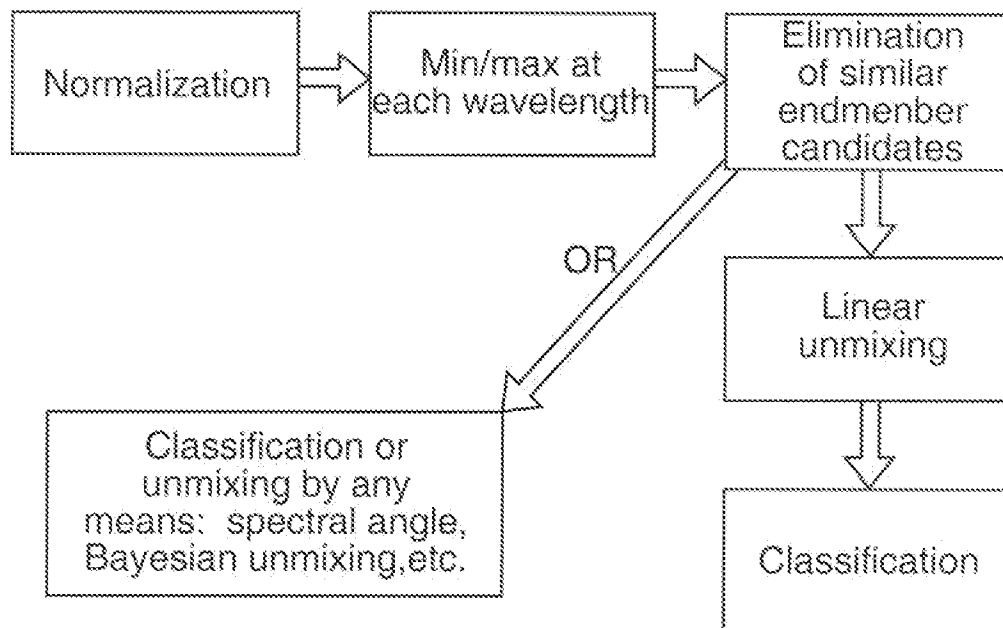 Normalization
Min/max at
each wavelength
Elimination
of similar
endmenber
candidates
OR
Linear
unmixing
Classification or
unmixing by any
means: spectral angle,
Bayesian unmixing,etc.
Classification